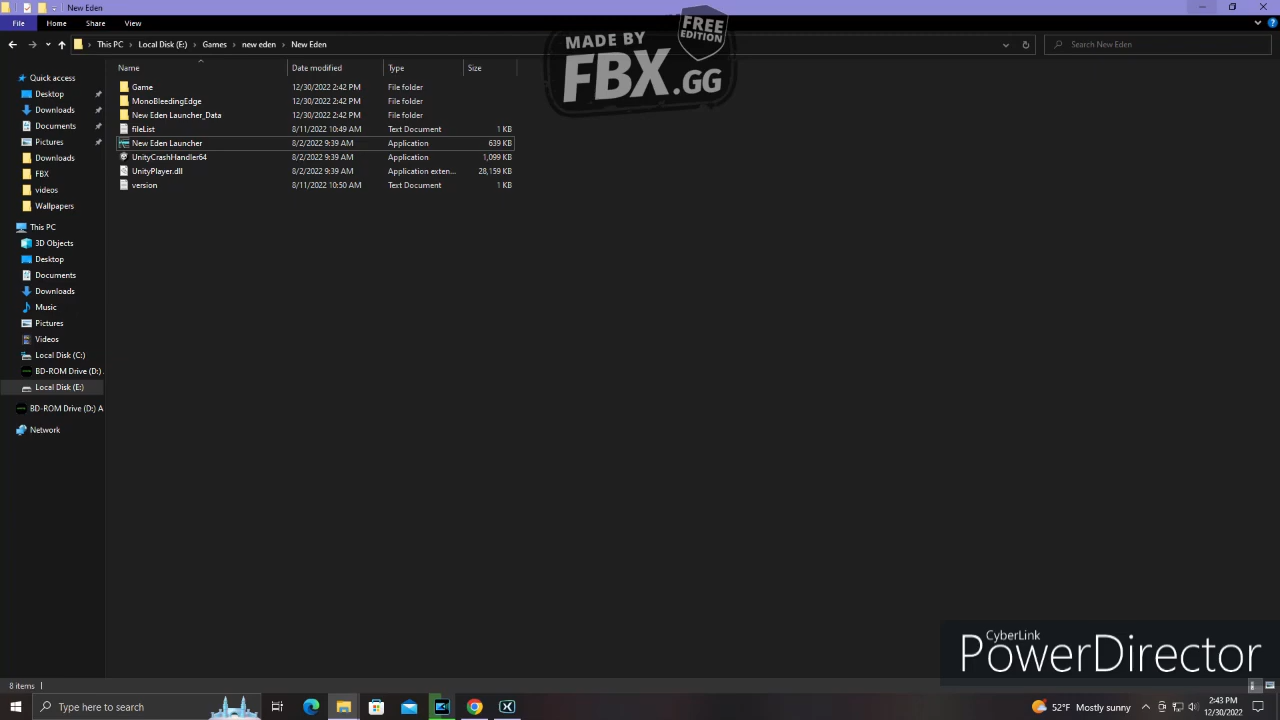 New Eden
File
Home
Share
View
This PC
Local Disk (E:)
Games
new eden
New Eden
Search New Eden
MADE BY
FBX.GG
FREE
EDITION
Name
Date modified
Type
Size
Game
12/30/2022 2:42 PM
File folder
MonoBleedingEdge
12/30/2022 2:42 PM
File folder
New Eden Launcher_Data
12/30/2022 2:42 PM
File folder
fileList
8/11/2022 10:49 AM
Text Document
1 KB
New Eden Launcher
8/2/2022 9:39 AM
Application
639 KB
UnityCrashHandler64
8/2/2022 9:39 AM
Application
1,099 KB
UnityPlayer.dll
8/2/2022 9:39 AM
Application exten...
28,159 KB
version
8/11/2022 10:50 AM
Text Document
1 KB
Quick access
Desktop
Downloads
Documents
Pictures
Downloads
FBX
videos
Wallpapers
This PC
3D Objects
Desktop
Documents
Downloads
Music
Pictures
Videos
Local Disk (C:)
BD-ROM Drive (D:) .
Local Disk (E:)
BD-ROM Drive (D:) A
Network
CyberLink
PowerDirector
8 items
Type here to search
52°F Mostly sunny
2:43 PM
12/30/2022